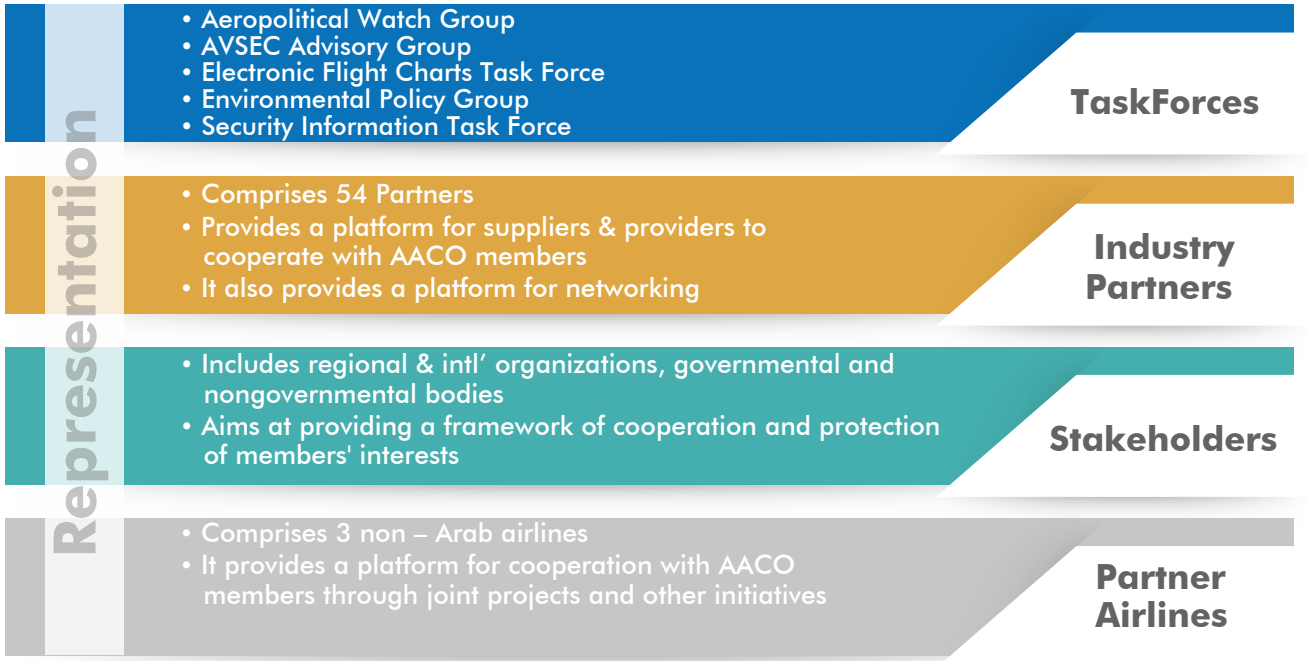 Representation
• Aeropolitical Watch Group
• AVSEC Advisory Group
• Electronic Flight Charts Task Force
• Environmental Policy Group
• Security Information Task Force
TaskForces
• Comprises 54 Partners
• Provides a platform for suppliers & providers to
cooperate with AACO members
• It also provides a platform for networking
Industry
Partners
• Includes regional & intl’ organizations, governmental and
nongovernmental bodies
• Aims at providing a framework of cooperation and protection
of members' interests
Stakeholders
• Comprises 3 non – Arab airlines
• It provides a platform for cooperation with AACO
members through joint projects and other initiatives
Partner
Airlines